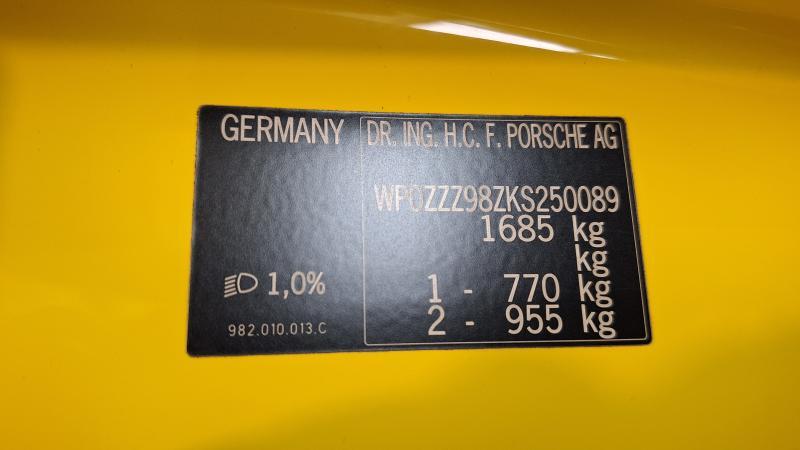 GERMANY
DR. ING. H.C. F. PORSCHE AG
WP0ZZZ98ZKS250089
1685 kg
kg
1 - 770 kg
2 - 955 kg
1,0%
982.010.013.C